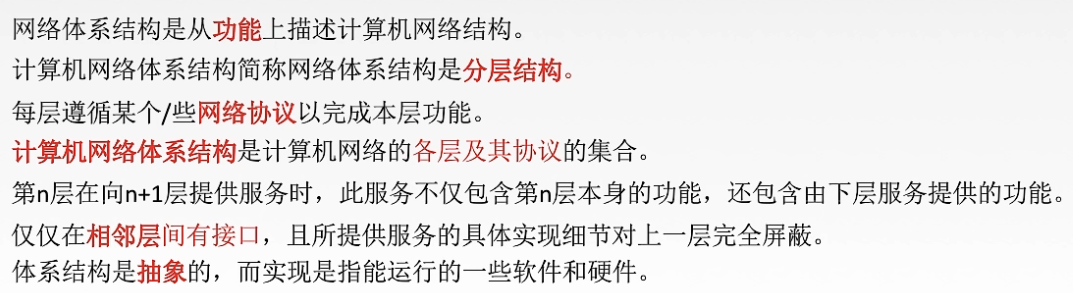 网络体系结构是从功能上描述计算机网络结构。
计算机网络体系结构简称网络体系结构是分层结构。
每层遵循某个/些网络协议以完成本层功能。
计算机网络体系结构是计算机网络的各层及其协议的集合。
第n层在向n+1层提供服务时，此服务不仅包含第n层本身的功能，还包含由下层服务提供的功能。
仅仅在相邻层间有接口，且所提供服务的具体实现细节对上一层完全屏蔽。
体系结构是抽象的，而实现是指能运行的一些软件和硬件。